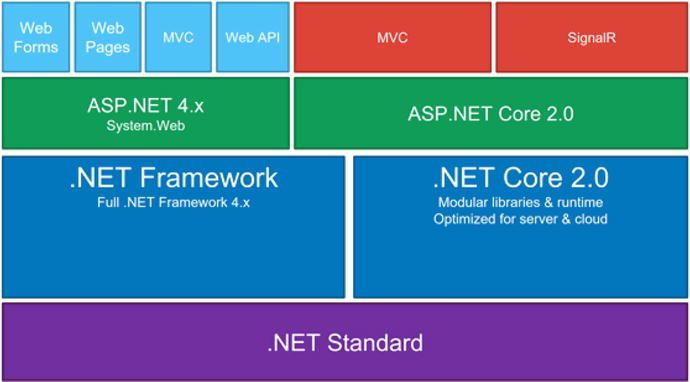 Web
Forms
Web
Pages
MVC
Web API
MVC
SignalR
ASP.NET 4.x
System.Web
ASP.NET Core 2.0
.NET Framework
Full .NET Framework 4.x
.NET Core 2.0
Modular libraries & runtime
Optimized for server & cloud
.NET Standard